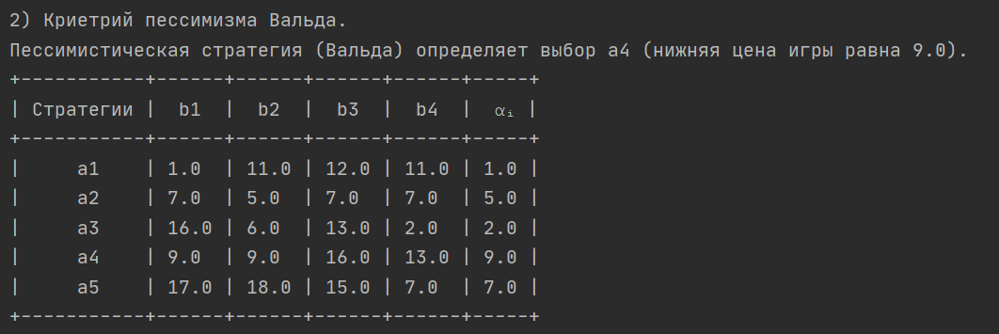 2) Криетрий пессимизма Вальда.
Пессимистическая стратегия (Вальда) определяет выбор a4 (нижняя цена игры равна 9.0).
+-----------+------+------+------+------+-----+
| Стратегии |  b1  |  b2  |  b3  |  b4  |  αᵢ |
+-----------+------+------+------+------+-----+
|     a1    | 1.0  | 11.0 | 12.0 | 11.0 | 1.0 |
|     a2    | 7.0  | 5.0  | 7.0  | 7.0  | 5.0 |
|     a3    | 16.0 | 6.0  | 13.0 | 2.0  | 2.0 |
|     a4    | 9.0  | 9.0  | 16.0 | 13.0 | 9.0 |
|     a5    | 17.0 | 18.0 | 15.0 | 7.0  | 7.0 |
+-----------+------+------+------+------+-----+